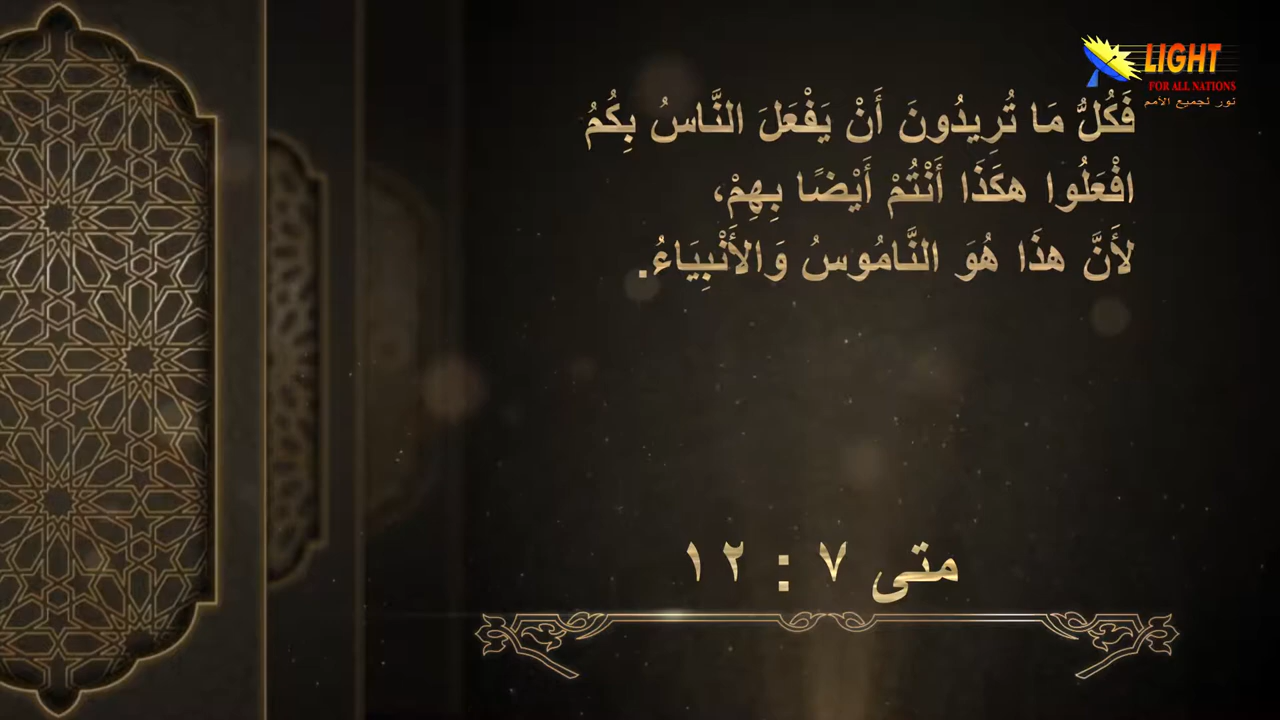 LIGHT
FOR ALL NATIONS
نور لجميع الأمم
فَكُلُّ مَا تُرِيدُونَ أَنْ يَفْعَلَ النَّاسُ بِكُمُ
افْعَلُوا هكَذَا أَنْتُمْ أَيْضًا بِهِمْ،
لأَنَّ هذَا هُوَ النَّامُوسُ وَالأَنْبِيَاءُ.
متى ٧ : ١٢